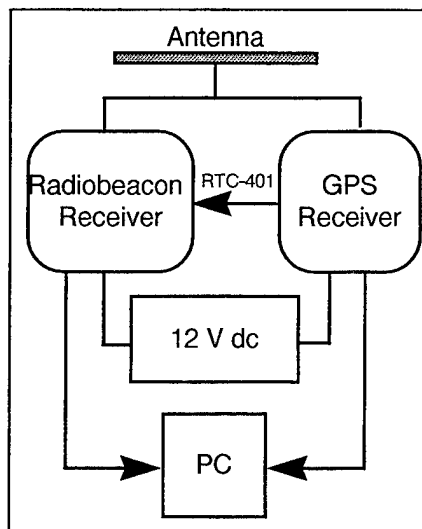 Antenna
Radiobeacon
Receiver
RTC-401
GPS
Receiver
12 V dc
PC